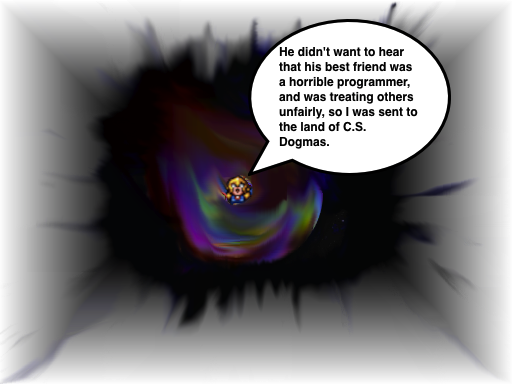 He didn't want to hear
that his best friend was
a horrible programmer,
and was treating others
unfairly, so I was sent to
the land of C.S.
Dogmas.